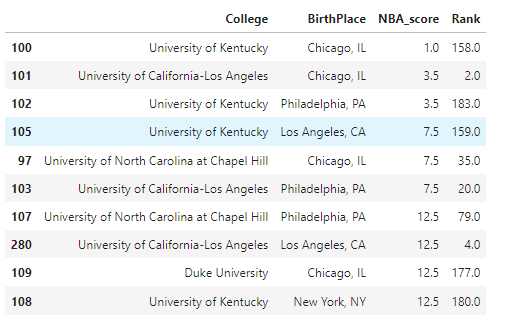 College BirthPlace NBA_score Rank
100 University of Kentucky Chicago, IL 1.0 158.0
101 University of California-Los Angeles Chicago, IL 3.5 2.0
102 University of Kentucky Philadelphia, PA 3.5 183.0
105 University of Kentucky Los Angeles, CA 7.5 159.0
97 University of North Carolina at Chapel Hill Chicago, IL 7.5 35.0
103 University of California-Los Angeles Philadelphia, PA 7.5 20.0
107 University of North Carolina at Chapel Hill Philadelphia, PA 12.5 79.0
280 University of California-Los Angeles Los Angeles, CA 12.5 4.0
109 Duke University Chicago, IL 12.5 177.0
108 University of Kentucky New York, NY 12.5 180.0